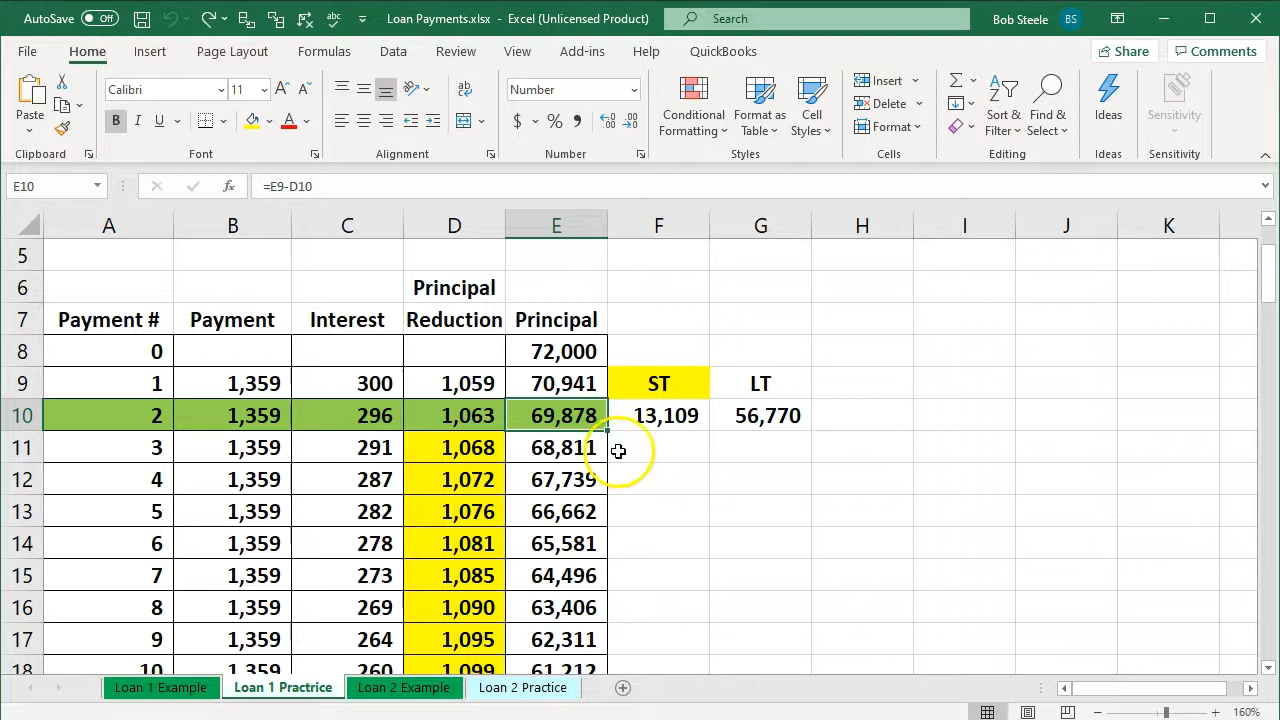 AutoSave Off Loan Payments.xlsx - Excel (Unlicensed Product) Search Bob Steele BS
File Home Insert Page Layout Formulas Data Review View Add-ins Help QuickBooks Share Comments
Paste Calibri 11 Number Conditional Formatting Format as Table Cell Styles Insert Delete Format Sort & Filter Find & Select Ideas Sensitivity
Clipboard Font Alignment Number Styles Cells Editing Ideas Sensitivity
E10 fx =E9-D10
A B C D E F G H I J K
5
6 Principal
7 Payment # Payment Interest Reduction Principal
8 0 72,000
9 1 1,359 300 1,059 70,941 ST LT
10 2 1,359 296 1,063 69,878 13,109 56,770
11 3 1,359 291 1,068 68,811
12 4 1,359 287 1,072 67,739
13 5 1,359 282 1,076 66,662
14 6 1,359 278 1,081 65,581
15 7 1,359 273 1,085 64,496
16 8 1,359 269 1,090 63,406
17 9 1,359 264 1,095 62,311
18 10 1,359 260 1,099 61,212
Loan 1 Example Loan 1 Practrice Loan 2 Example Loan 2 Practice
160%